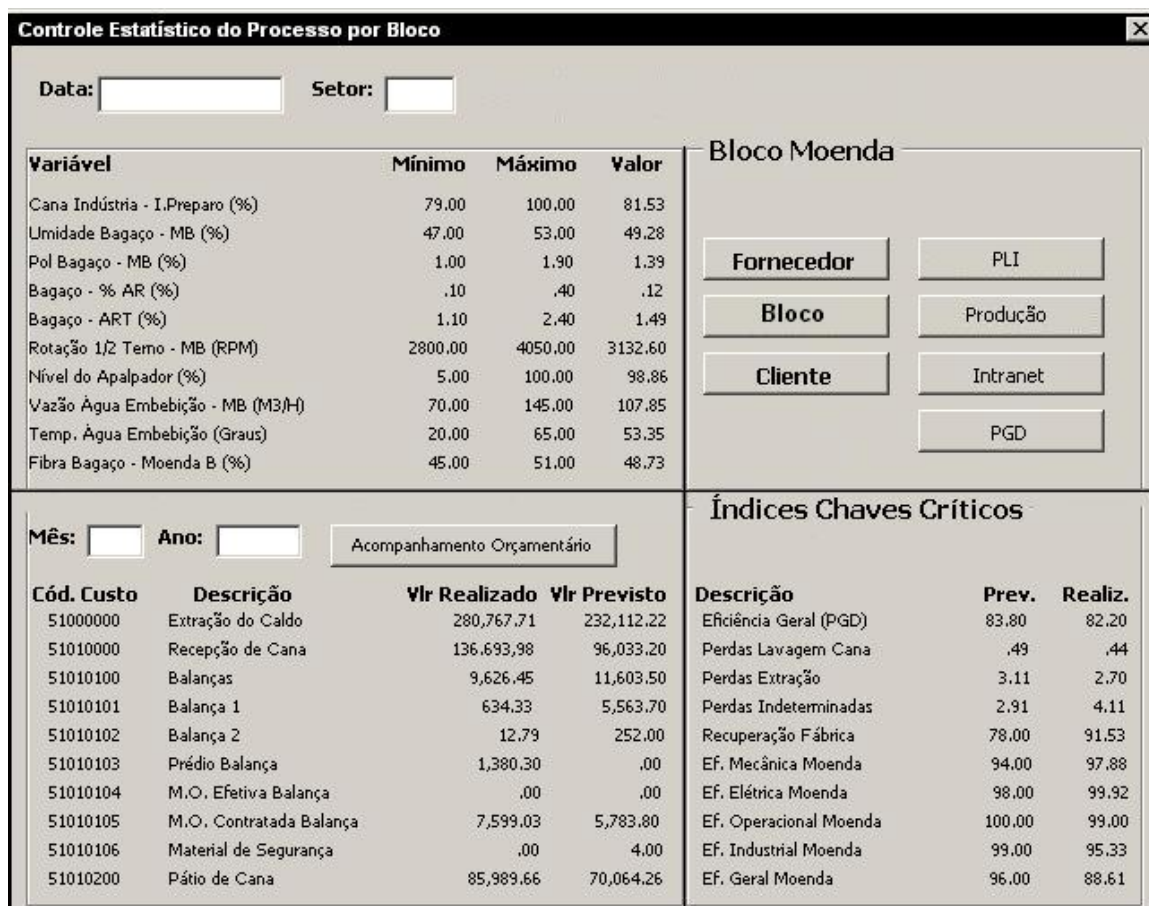 Controle Estatístico do Processo por Bloco
Data: Setor:
Variável Mínimo Máximo Valor
Cana Indústria - I.Preparo (%) 79.00 100.00 81.53
Umidade Bagaço - MB (%) 47.00 53.00 49.28
Pol Bagaço - MB (%) 1.00 1.90 1.39
Bagaço - % AR (%) .10 .40 .12
Bagaço - ART (%) 1.10 2.40 1.49
Rotação 1/2 Terno - MB (RPM) 2800.00 4050.00 3132.60
Nível do Apalpador (%) 5.00 100.00 98.86
Vazão Água Embebição - MB (M3/H) 70.00 145.00 107.85
Temp. Água Embebição (Graus) 20.00 65.00 53.35
Fibra Bagaço - Moenda B (%) 45.00 51.00 48.73
Bloco Moenda
Fornecedor PLI
Bloco Produção
Cliente Intranet
PGD
Mês: Ano: Acompanhamento Orçamentário
Cód. Custo Descrição Vlr Realizado Vlr Previsto
51000000 Extração do Caldo 280,767.71 232,112.22
51010000 Recepção de Cana 136.693,98 96,033.20
51010100 Balanças 9,626.45 11,603.50
51010101 Balança 1 634.33 5,563.70
51010102 Balança 2 12.79 252.00
51010103 Prédio Balança 1,380.30 .00
51010104 M.O. Efetiva Balança .00 .00
51010105 M.O. Contratada Balança 7,599.03 5,783.80
51010106 Material de Segurança .00 4.00
51010200 Pátio de Cana 85,989.66 70,064.26
Índices Chaves Críticos
Descrição Prev. Realiz.
Eficiência Geral (PGD) 83.80 82.20
Perdas Lavagem Cana .49 .44
Perdas Extração 3.11 2.70
Perdas Indeterminadas 2.91 4.11
Recuperação Fábrica 78.00 91.53
Ef. Mecânica Moenda 94.00 97.88
Ef. Elétrica Moenda 98.00 99.92
Ef. Operacional Moenda 100.00 99.00
Ef. Industrial Moenda 99.00 95.33
Ef. Geral Moenda 96.00 88.61